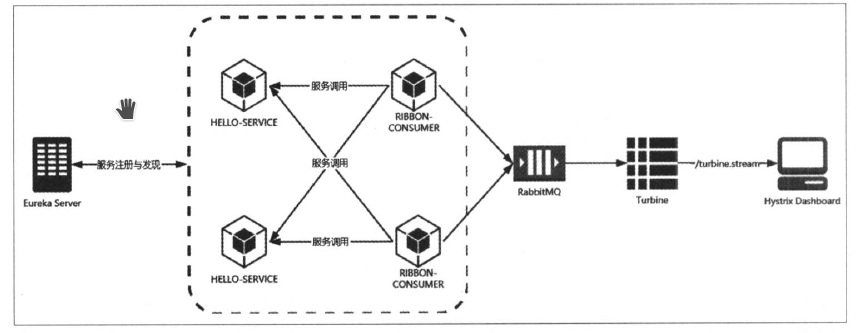 服务调用
HELLO-SERVICE
RIBBON-
CONSUMER
Eureka Server
服务注册与发现
服务调用
RabbitMQ
Turbine
/turbine.stream
Hystrix Dashboard
服务调用
HELLO-SERVICE
RIBBON-
CONSUMER